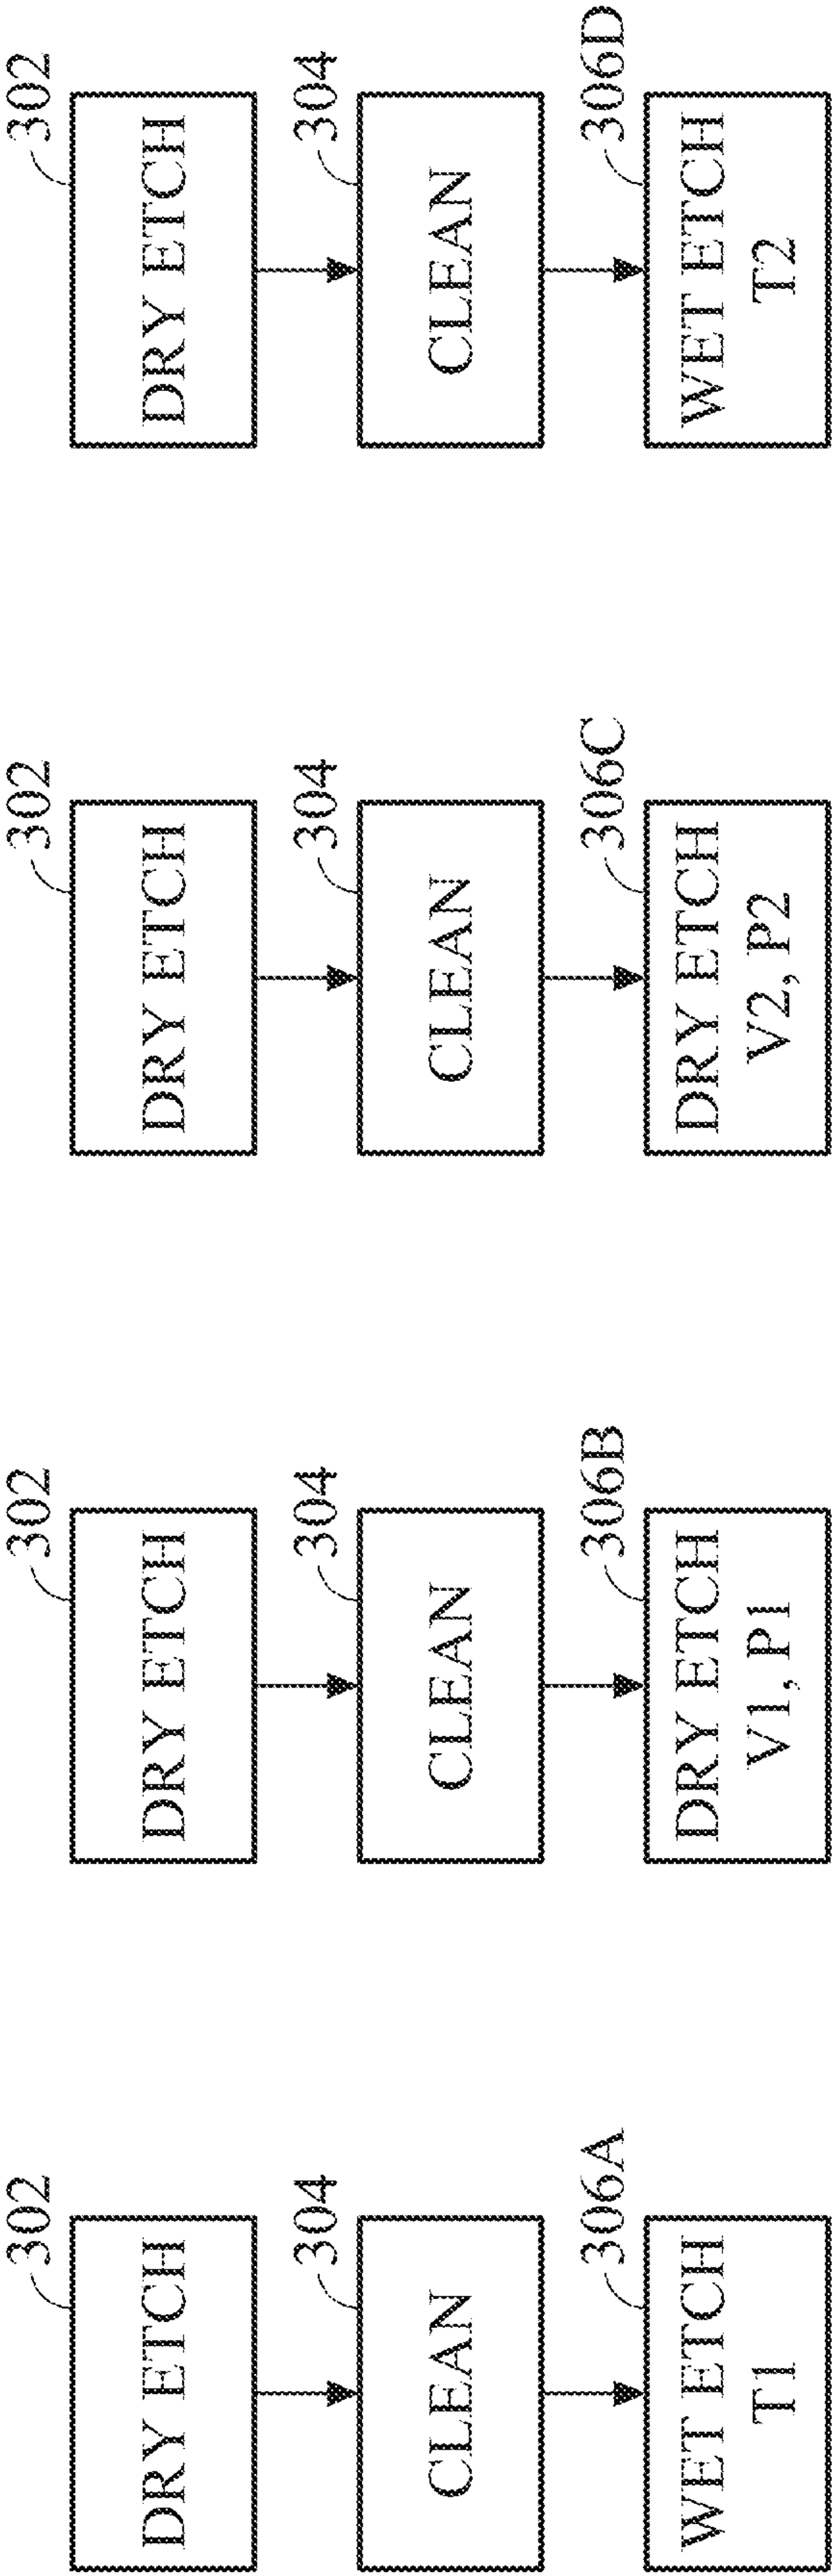 302
DRY ETCH
304
CLEAN
306A
WET ETCH
T1
302
DRY ETCH
304
CLEAN
306B
DRY ETCH
V1, P1
302
DRY ETCH
304
CLEAN
306C
DRY ETCH
V2, P2
302
DRY ETCH
304
CLEAN
306D
WET ETCH
T2